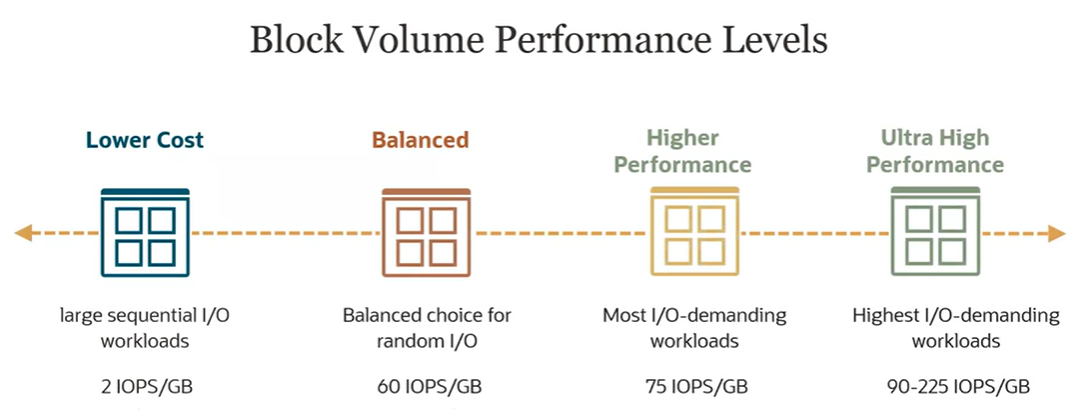 Block Volume Performance Levels
Lower Cost
Balanced
Higher
Performance
Ultra High
Performance
large sequential I/O
workloads
Balanced choice for
random I/O
Most I/O-demanding
workloads
Highest I/O-demanding
workloads
2 IOPS/GB
60 IOPS/GB
75 IOPS/GB
90-225 IOPS/GB